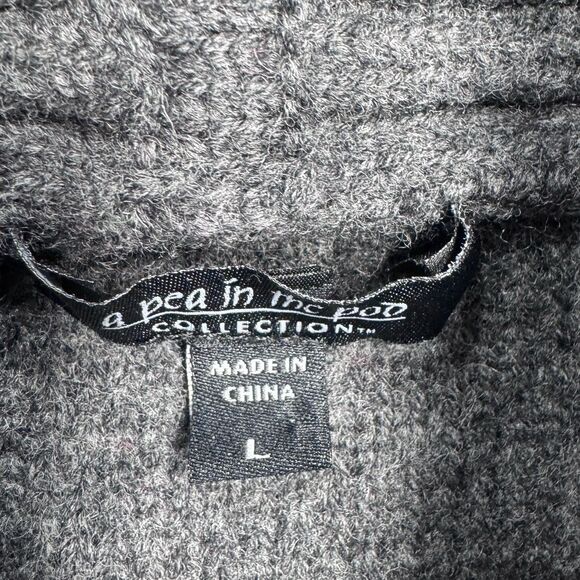 a pea in the pod
COLLECTION™
MADE IN
CHINA
L